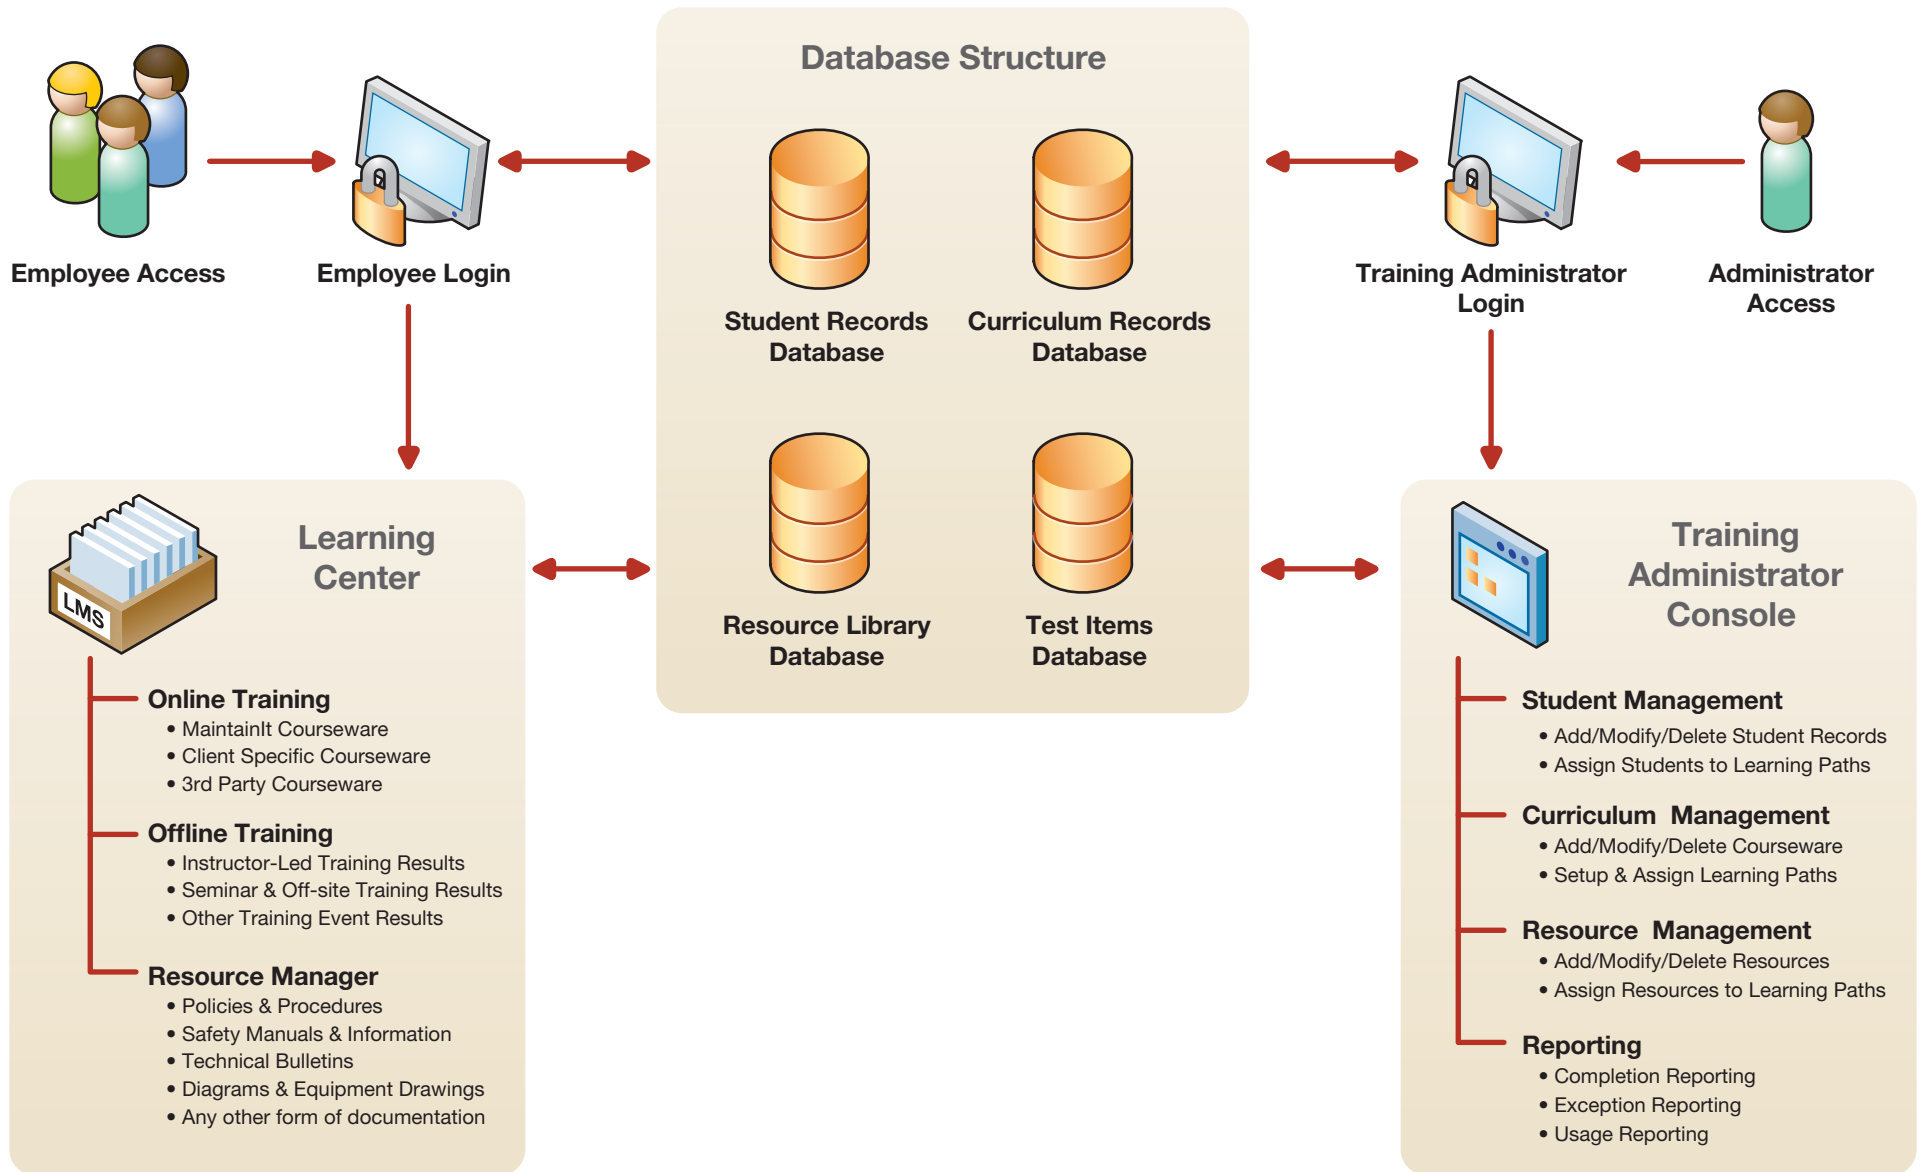 Database Structure
Employee Access
Employee Login
Student Records
Database
Curriculum Records
Database
Resource Library
Database
Test Items
Database
Training Administrator
Login
Administrator
Access
LMS
Learning
Center
Online Training
• MaintainIt Courseware
• Client Specific Courseware
• 3rd Party Courseware
Offline Training
• Instructor-Led Training Results
• Seminar & Off-site Training Results
• Other Training Event Results
Resource Manager
• Policies & Procedures
• Safety Manuals & Information
• Technical Bulletins
• Diagrams & Equipment Drawings
• Any other form of documentation
Training
Administrator
Console
Student Management
• Add/Modify/Delete Student Records
• Assign Students to Learning Paths
Curriculum Management
• Add/Modify/Delete Courseware
• Setup & Assign Learning Paths
Resource Management
• Add/Modify/Delete Resources
• Assign Resources to Learning Paths
Reporting
• Completion Reporting
• Exception Reporting
• Usage Reporting